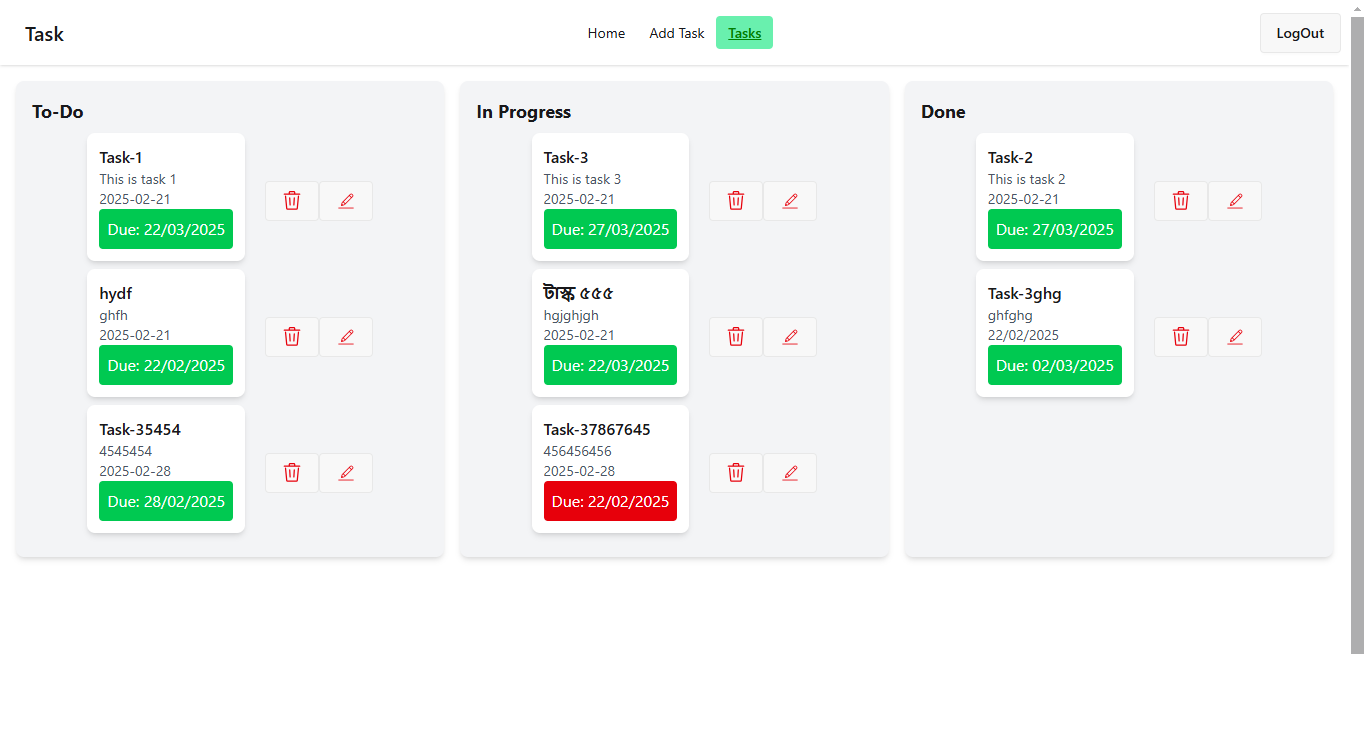 Task
Home
Add Task
Tasks
LogOut
To-Do
Task-1
This is task 1
2025-02-21
Due: 22/03/2025
hydf
ghfh
2025-02-21
Due: 22/02/2025
Task-35454
4545454
2025-02-28
Due: 28/02/2025
In Progress
Task-3
This is task 3
2025-02-21
Due: 27/03/2025
টাস্ক ৫৫৫
hgjghjgh
2025-02-21
Due: 22/03/2025
Task-37867645
456456456
2025-02-28
Due: 22/02/2025
Done
Task-2
This is task 2
2025-02-21
Due: 27/03/2025
Task-3ghg
ghfghg
22/02/2025
Due: 02/03/2025